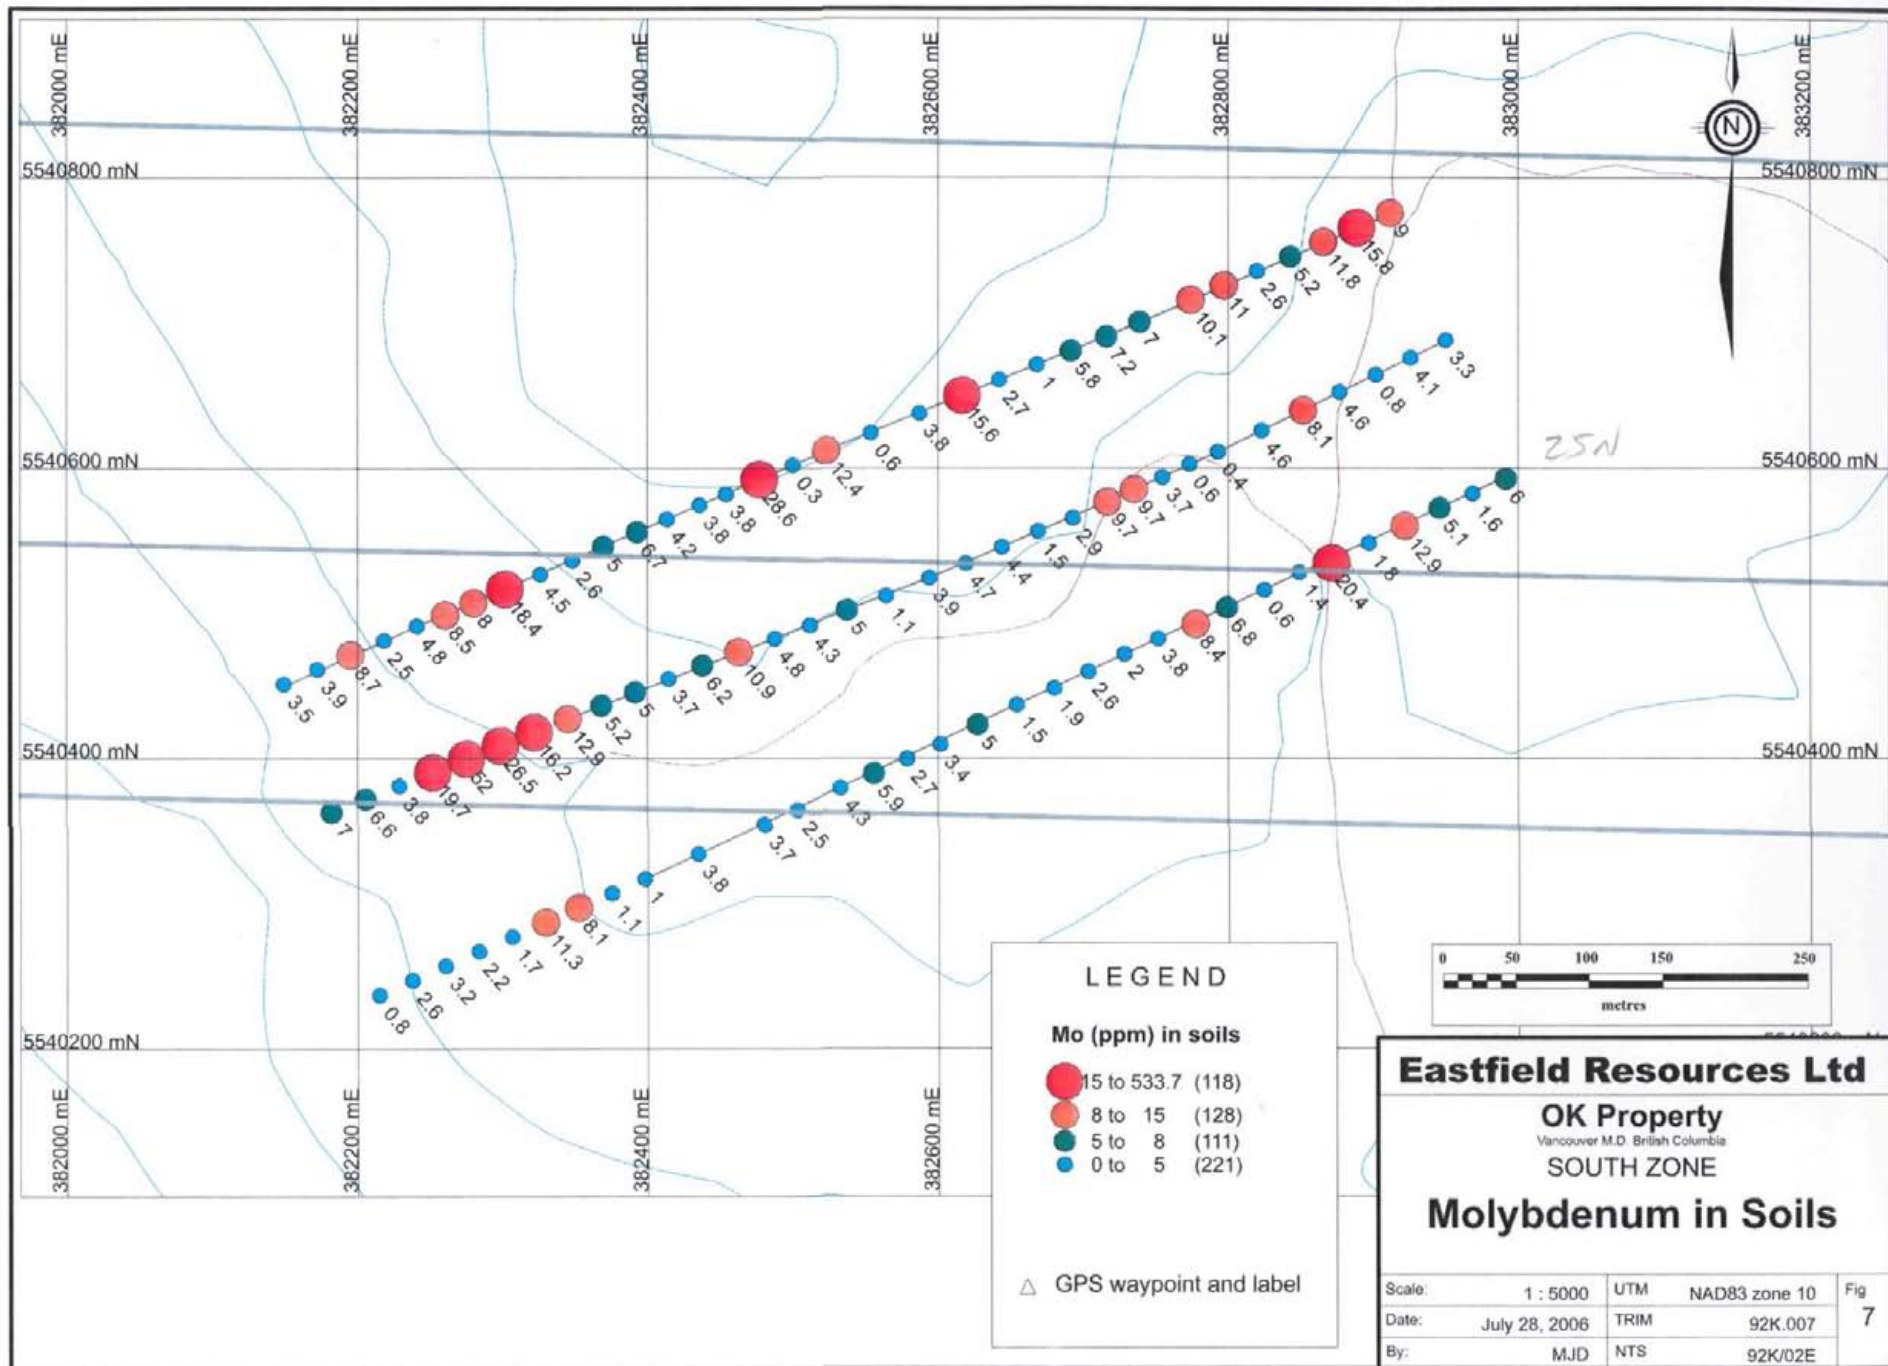 382000 mE
382200 mE
382400 mE
382600 mE
382800 mE
383000 mE
383200 mE
N
5540800 mN
5540800 mN
3.5
3.9
8.7
2.5
4.8
8.5
8
18.4
4.5
2.6
5
6.7
4.2
3.8
3.8
28.6
0.3
12.4
0.6
3.8
15.6
2.7
1
5.8
7.2
7
10.1
11
2.6
5.2
11.8
15.8
9
5540600 mN
5540600 mN
25N
7
6.6
3.8
19.7
52
26.5
16.2
12.9
5.2
5
3.7
6.2
10.9
4.8
4.3
5
1.1
3.9
4.7
4.4
1.5
2.9
9.7
9.7
3.7
0.6
0.4
4.6
8.1
4.6
0.8
4.1
3.3
5540400 mN
5540400 mN
0.8
2.6
3.2
2.2
1.7
11.3
8.1
1.1
1
3.8
3.7
2.5
4.3
5.9
2.7
3.4
5
1.5
1.9
2.6
2
3.8
8.4
6.8
0.6
1.4
20.4
1.8
12.9
5.1
1.6
6
5540200 mN
382000 mE
382200 mE
382400 mE
382600 mE
LEGEND
Mo (ppm) in soils
15 to 533.7 (118)
8 to 15 (128)
5 to 8 (111)
0 to 5 (221)
△ GPS waypoint and label
0 50 100 150 250
metres
Eastfield Resources Ltd
OK Property
Vancouver M.D. British Columbia
SOUTH ZONE
Molybdenum in Soils
Scale: 1 : 5000 UTM NAD83 zone 10 Fig
Date: July 28, 2006 TRIM 92K.007 7
By: MJD NTS 92K/02E